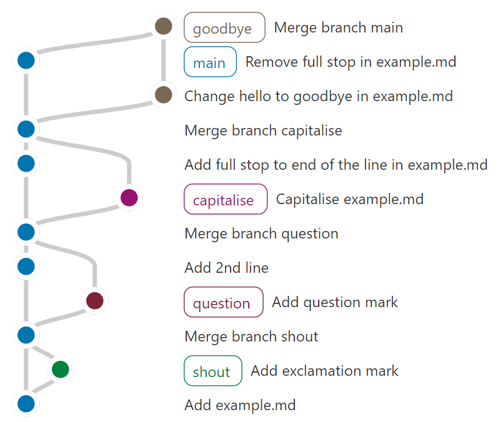 goodbye Merge branch main
main Remove full stop in example.md
Change hello to goodbye in example.md
Merge branch capitalise
Add full stop to end of the line in example.md
capitalise Capitalise example.md
Merge branch question
Add 2nd line
question Add question mark
Merge branch shout
shout Add exclamation mark
Add example.md